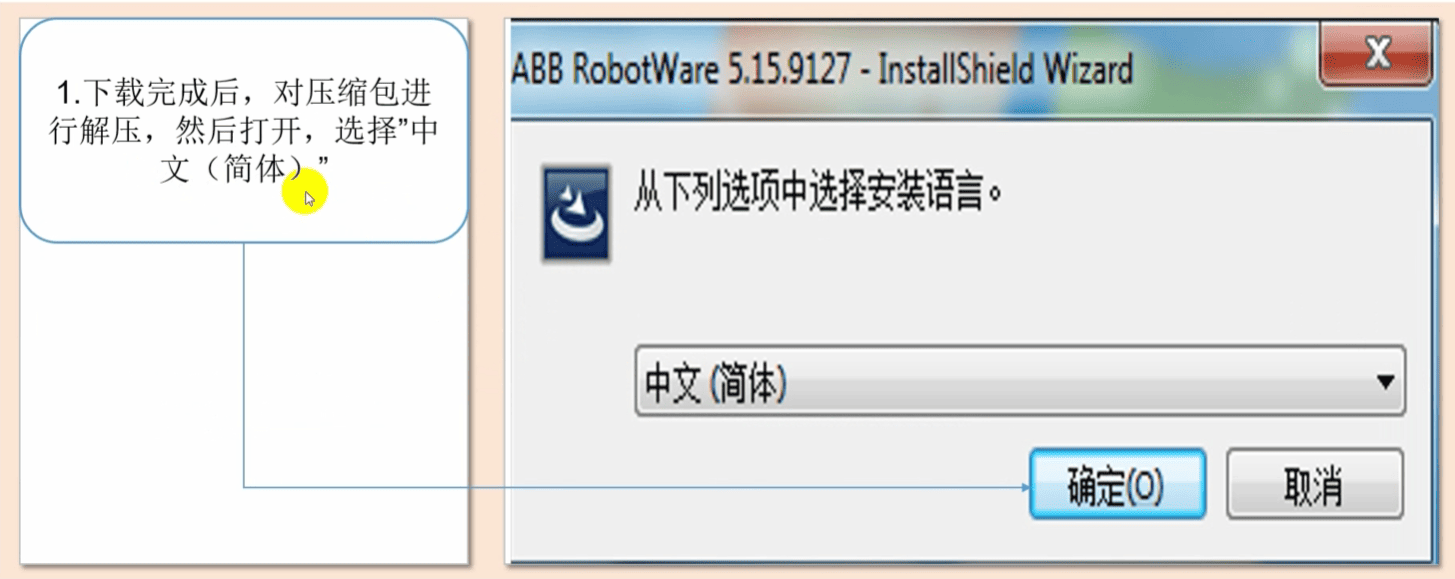 1.下载完成后，对压缩包进
行解压，然后打开，选择”中
文（简体）”
ABB RobotWare 5.15.9127 - InstallShield Wizard
从下列选项中选择安装语言。
中文 (简体)
确定(O)
取消